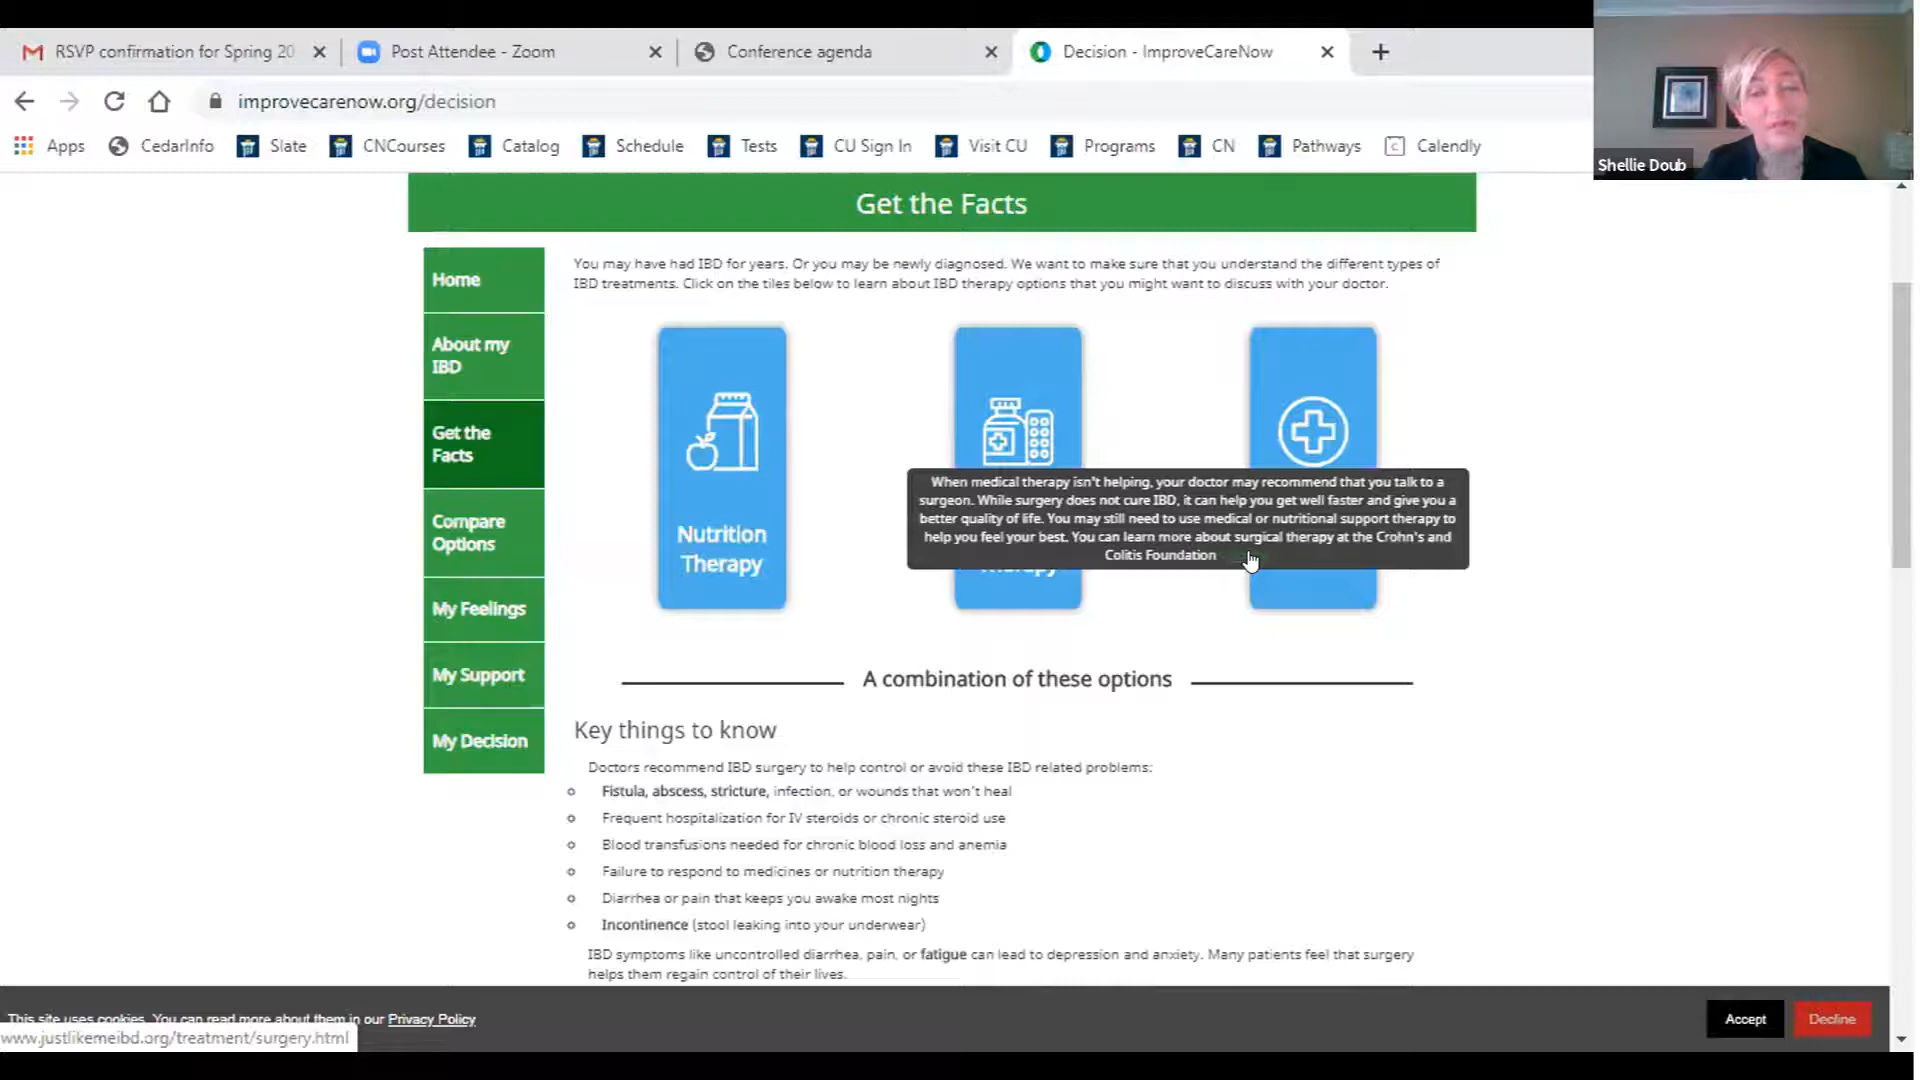 RSVP confirmation for Spring 20
Post Attendee - Zoom
Conference agenda
Decision - ImproveCareNow
improvecarenow.org/decision
Apps
CedarInfo
Slate
CNCourses
Catalog
Schedule
Tests
CU Sign In
Visit CU
Programs
CN
Pathways
Calendly
Shellie Doub
Get the Facts
Home
About my
IBD
Get the
Facts
Compare
Options
My Feelings
My Support
My Decision
You may have had IBD for years. Or you may be newly diagnosed. We want to make sure that you understand the different types of
IBD treatments. Click on the tiles below to learn about IBD therapy options that you might want to discuss with your doctor.
Nutrition
Therapy
When medical therapy isn't helping, your doctor may recommend that you talk to a
surgeon. While surgery does not cure IBD, it can help you get well faster and give you a
better quality of life. You may still need to use medical or nutritional support therapy to
help you feel your best. You can learn more about surgical therapy at the Crohn's and
Colitis Foundation
Therapy
A combination of these options
Key things to know
Doctors recommend IBD surgery to help control or avoid these IBD related problems:
Fistula, abscess, stricture, infection, or wounds that won't heal
Frequent hospitalization for IV steroids or chronic steroid use
Blood transfusions needed for chronic blood loss and anemia
Failure to respond to medicines or nutrition therapy
Diarrhea or pain that keeps you awake most nights
Incontinence (stool leaking into your underwear)
IBD symptoms like uncontrolled diarrhea, pain, or fatigue can lead to depression and anxiety. Many patients feel that surgery
helps them regain control of their lives.
This site uses cookies. You can read more about them in our Privacy Policy
Accept
Decline
www.justlikemeibd.org/treatment/surgery.html